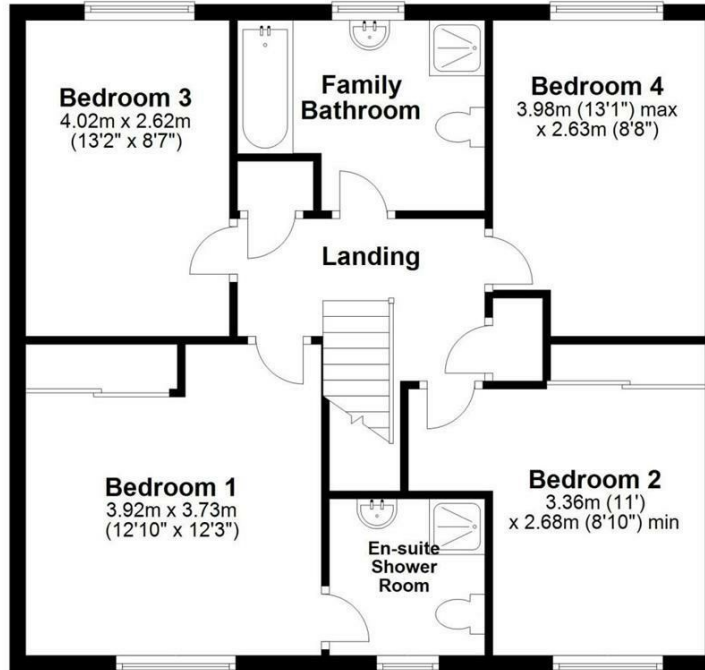 Bedroom 3
4.02m x 2.62m
(13'2" x 8'7")
Family
Bathroom
Bedroom 4
3.98m (13'1") max
x 2.63m (8'8")
Landing
Bedroom 1
3.92m x 3.73m
(12'10" x 12'3")
En-suite
Shower
Room
Bedroom 2
3.36m (11')
x 2.68m (8'10") min